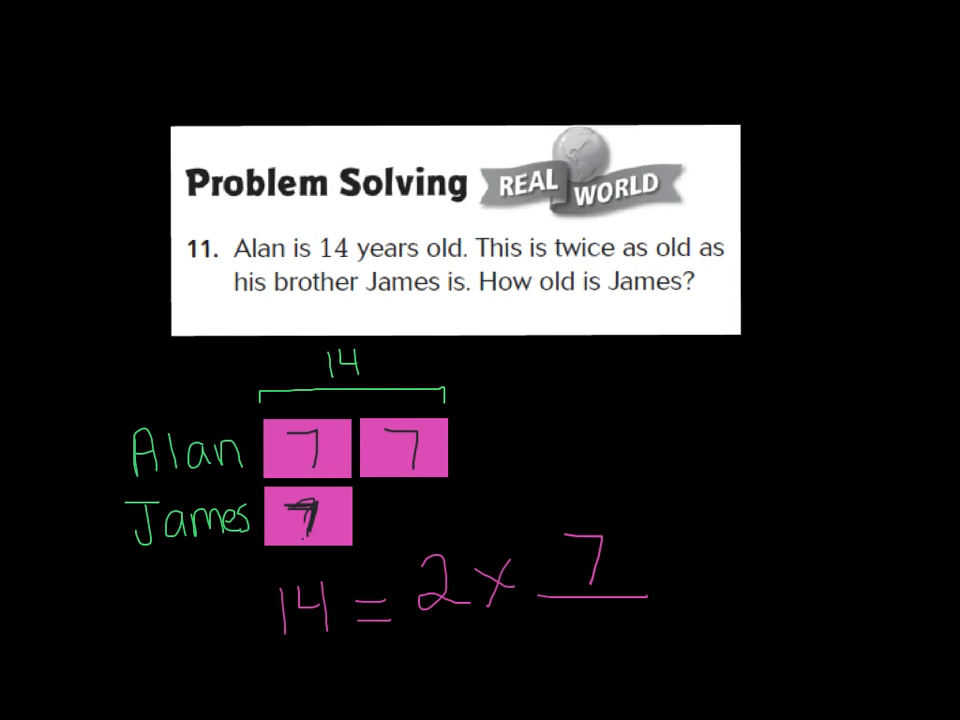 Problem Solving REAL WORLD
11. Alan is 14 years old. This is twice as old as
his brother James is. How old is James?
14
Alan 7 7
James 7
14 = 2 x 7